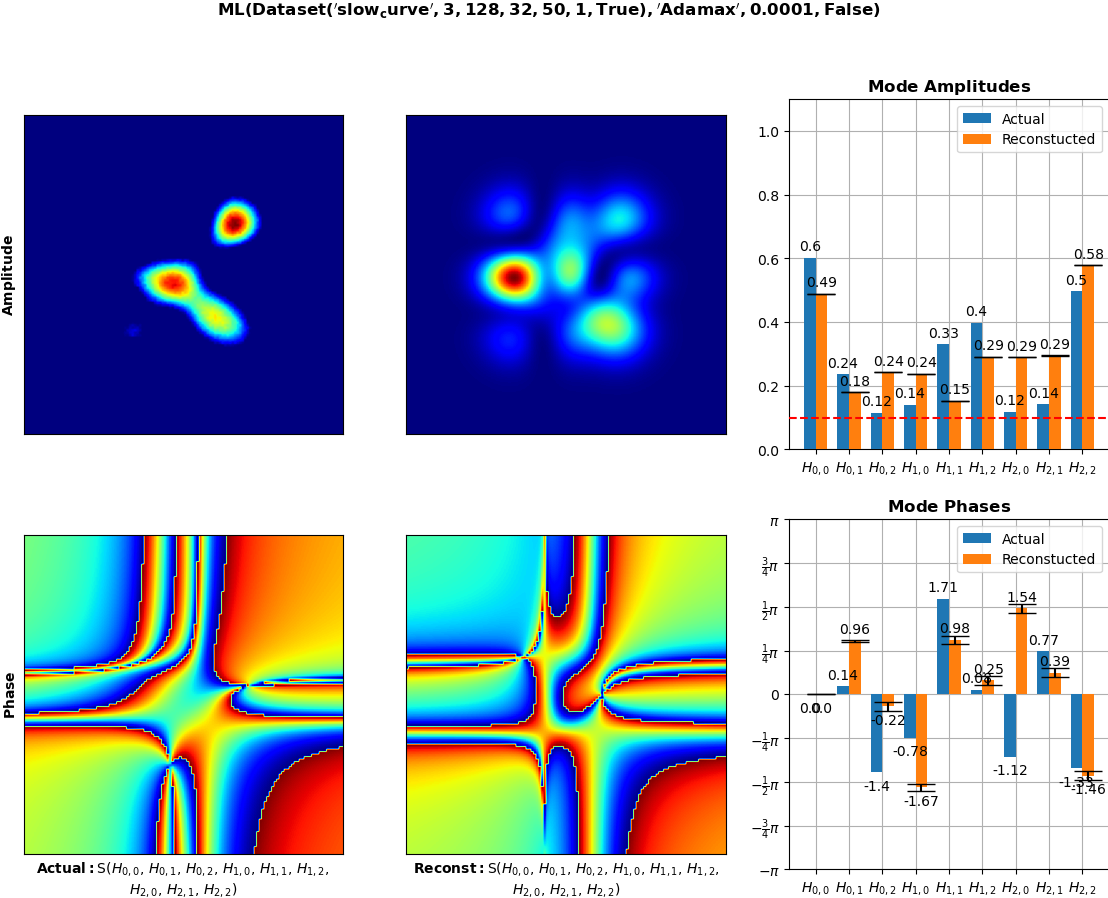 ML(Dataset('slow_curve', 3, 128, 32, 50, 1, True), 'Adamax', 0.0001, False)
Amplitude
Mode Amplitudes
Actual
Reconstucted
1.0
0.8
0.6
0.4
0.2
0.0
0.6
0.49
0.24
0.18
0.12
0.24
0.14
0.24
0.33
0.15
0.4
0.29
0.12
0.29
0.14
0.29
0.5
0.58
H0,0 H0,1 H0,2 H1,0 H1,1 H1,2 H2,0 H2,1 H2,2
Phase
Mode Phases
Actual
Reconstucted
π
3/4π
1/2π
1/4π
0
−1/4π
−1/2π
−3/4π
−π
0.0
0.0
0.14
0.96
-1.4
-0.22
-0.78
-1.67
1.71
0.98
0.08
0.25
-1.12
1.54
0.77
0.39
-1.46
H0,0 H0,1 H0,2 H1,0 H1,1 H1,2 H2,0 H2,1 H2,2
Actual: S(H0,0, H0,1, H0,2, H1,0, H1,1, H1,2,
H2,0, H2,1, H2,2)
Reconst: S(H0,0, H0,1, H0,2, H1,0, H1,1, H1,2,
H2,0, H2,1, H2,2)